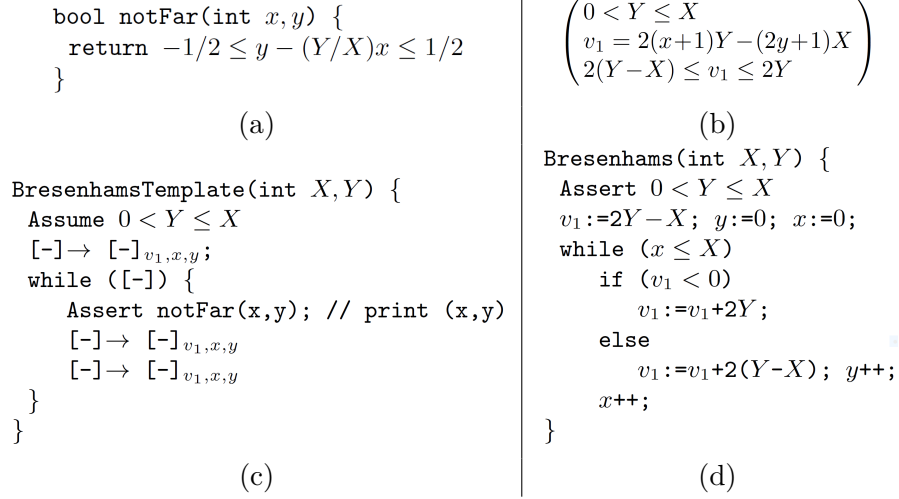 bool notFar(int x,y) {
return −1/2 ≤ y − (Y/X)x ≤ 1/2
}
(a)
0 < Y ≤ X
v₁ = 2(x+1)Y−(2y+1)X
2(Y−X) ≤ v₁ ≤ 2Y
(b)
BresenhamsTemplate(int X,Y) {
Assume 0 < Y ≤ X
[-]→ [-]v₁,x,y;
while ([-]) {
Assert notFar(x,y); // print (x,y)
[-]→ [-]v₁,x,y
[-]→ [-]v₁,x,y
}
}
(c)
Bresenhams(int X,Y) {
Assert 0 < Y ≤ X
v₁:=2Y−X; y:=0; x:=0;
while (x ≤ X)
if (v₁ < 0)
v₁:=v₁+2Y;
else
v₁:=v₁+2(Y-X); y++;
x++;
}
(d)